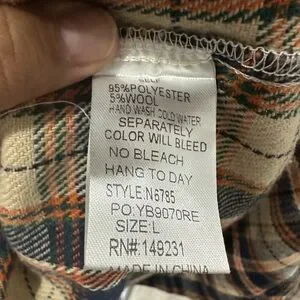 SELF
95%POLYESTER
5%WOOL
HAND WASH COLD WATER
SEPARATELY
COLOR WILL BLEED
NO BLEACH
HANG TO DAY
STYLE:N6785
PO:YB9070RE
SIZE:L
RN#:149231
MADE IN CHINA